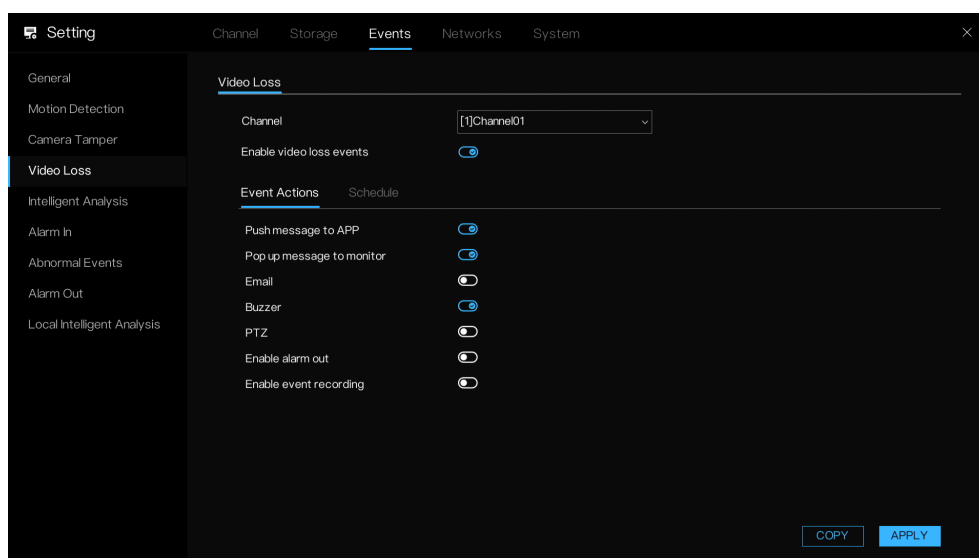 Setting
Channel Storage Events Networks System
General
Motion Detection
Camera Tamper
Video Loss
Intelligent Analysis
Alarm In
Abnormal Events
Alarm Out
Local Intelligent Analysis
Video Loss
Channel [1]Channel01
Enable video loss events
Event Actions Schedule
Push message to APP
Pop up message to monitor
Email
Buzzer
PTZ
Enable alarm out
Enable event recording
COPY APPLY